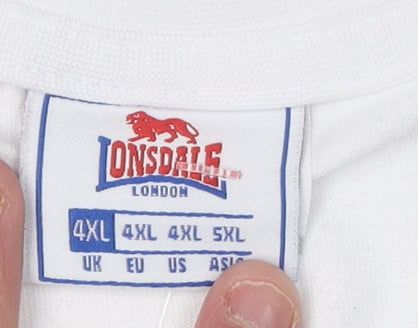 LONSDALE
LONDON
4XL 4XL 4XL 5XL
UK EU US ASIA